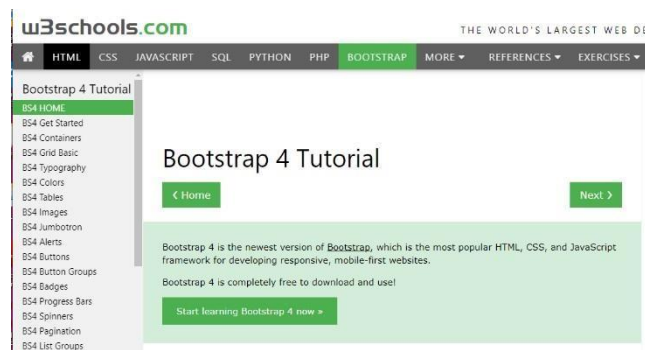 w3schools.com
THE WORLD'S LARGEST WEB DE
HTML CSS JAVASCRIPT SQL PYTHON PHP BOOTSTRAP MORE REFERENCES EXERCISES
Bootstrap 4 Tutorial
BS4 HOME
BS4 Get Started
BS4 Containers
BS4 Grid Basic
BS4 Typography
BS4 Colors
BS4 Tables
BS4 Images
BS4 Jumbotron
BS4 Alerts
BS4 Buttons
BS4 Button Groups
BS4 Badges
BS4 Progress Bars
BS4 Spinners
BS4 Pagination
BS4 List Groups
Bootstrap 4 Tutorial
❮ Home
Next ❯
Bootstrap 4 is the newest version of Bootstrap, which is the most popular HTML, CSS, and JavaScript
framework for developing responsive, mobile-first websites.
Bootstrap 4 is completely free to download and use!
Start learning Bootstrap 4 now »